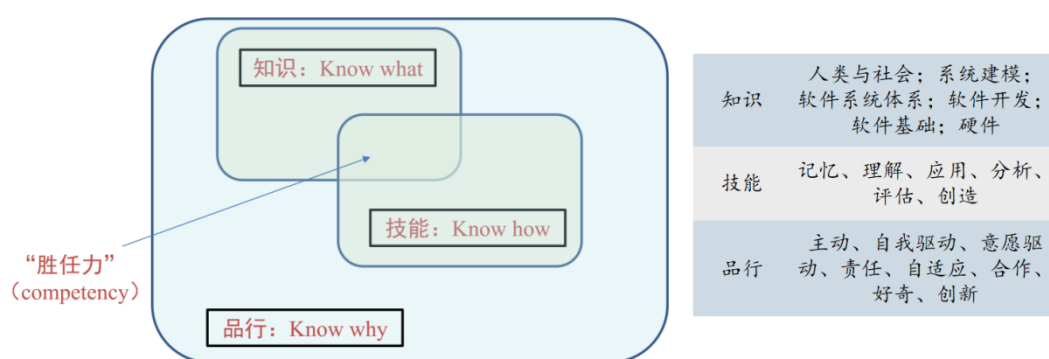 知识：Know what
技能：Know how
“胜任力”
（competency）
品行：Know why
知识
人类与社会；系统建模；
软件系统体系；软件开发；
软件基础；硬件
技能
记忆、理解、应用、分析、
评估、创造
品行
主动、自我驱动、意愿驱
动、责任、自适应、合作、
好奇、创新